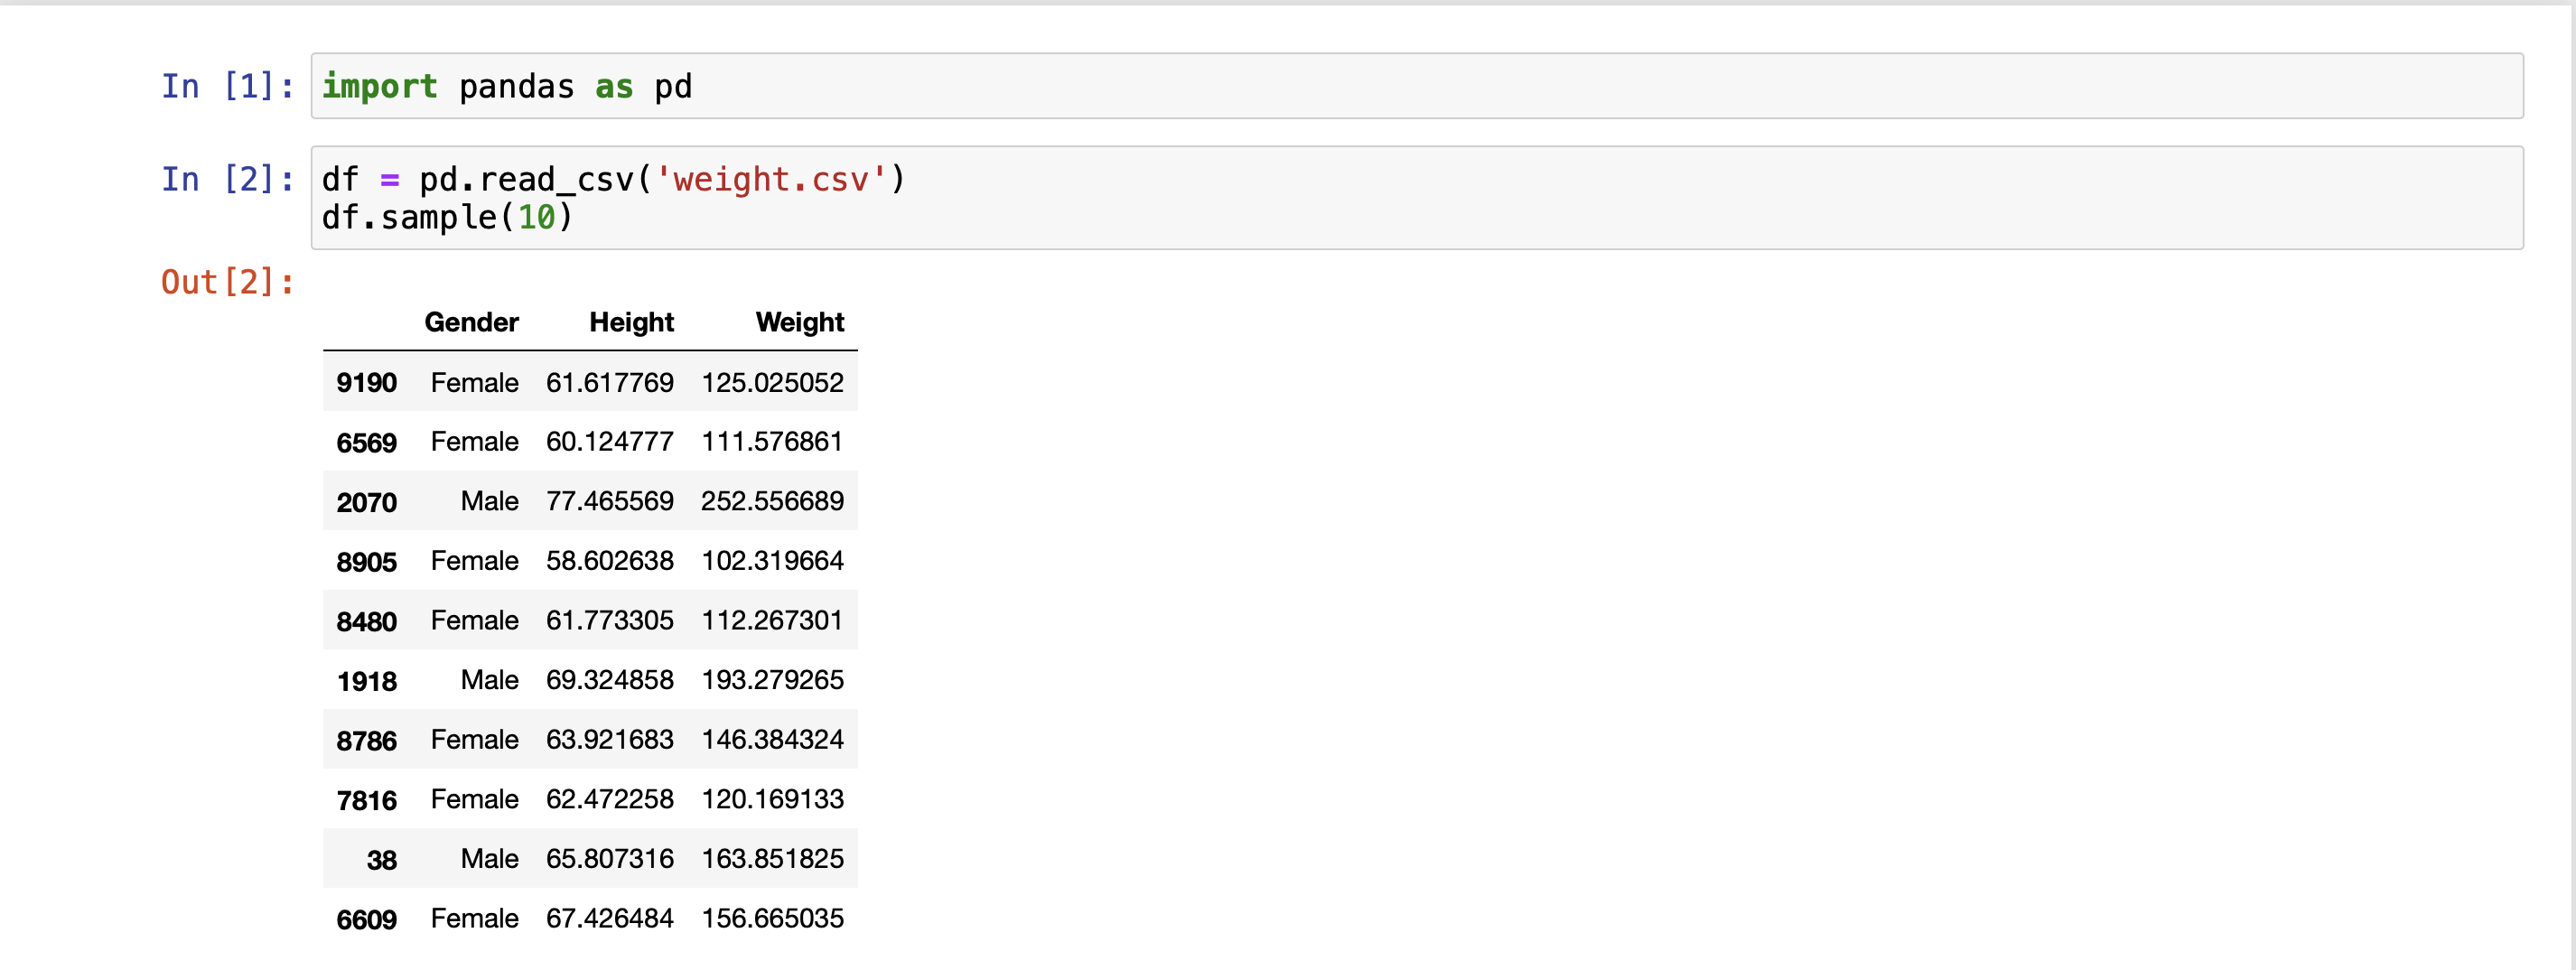 In [1]: import pandas as pd
In [2]: df = pd.read_csv('weight.csv')
df.sample(10)
Out[2]:
Gender Height Weight
9190 Female 61.617769 125.025052
6569 Female 60.124777 111.576861
2070 Male 77.465569 252.556689
8905 Female 58.602638 102.319664
8480 Female 61.773305 112.267301
1918 Male 69.324858 193.279265
8786 Female 63.921683 146.384324
7816 Female 62.472258 120.169133
38 Male 65.807316 163.851825
6609 Female 67.426484 156.665035